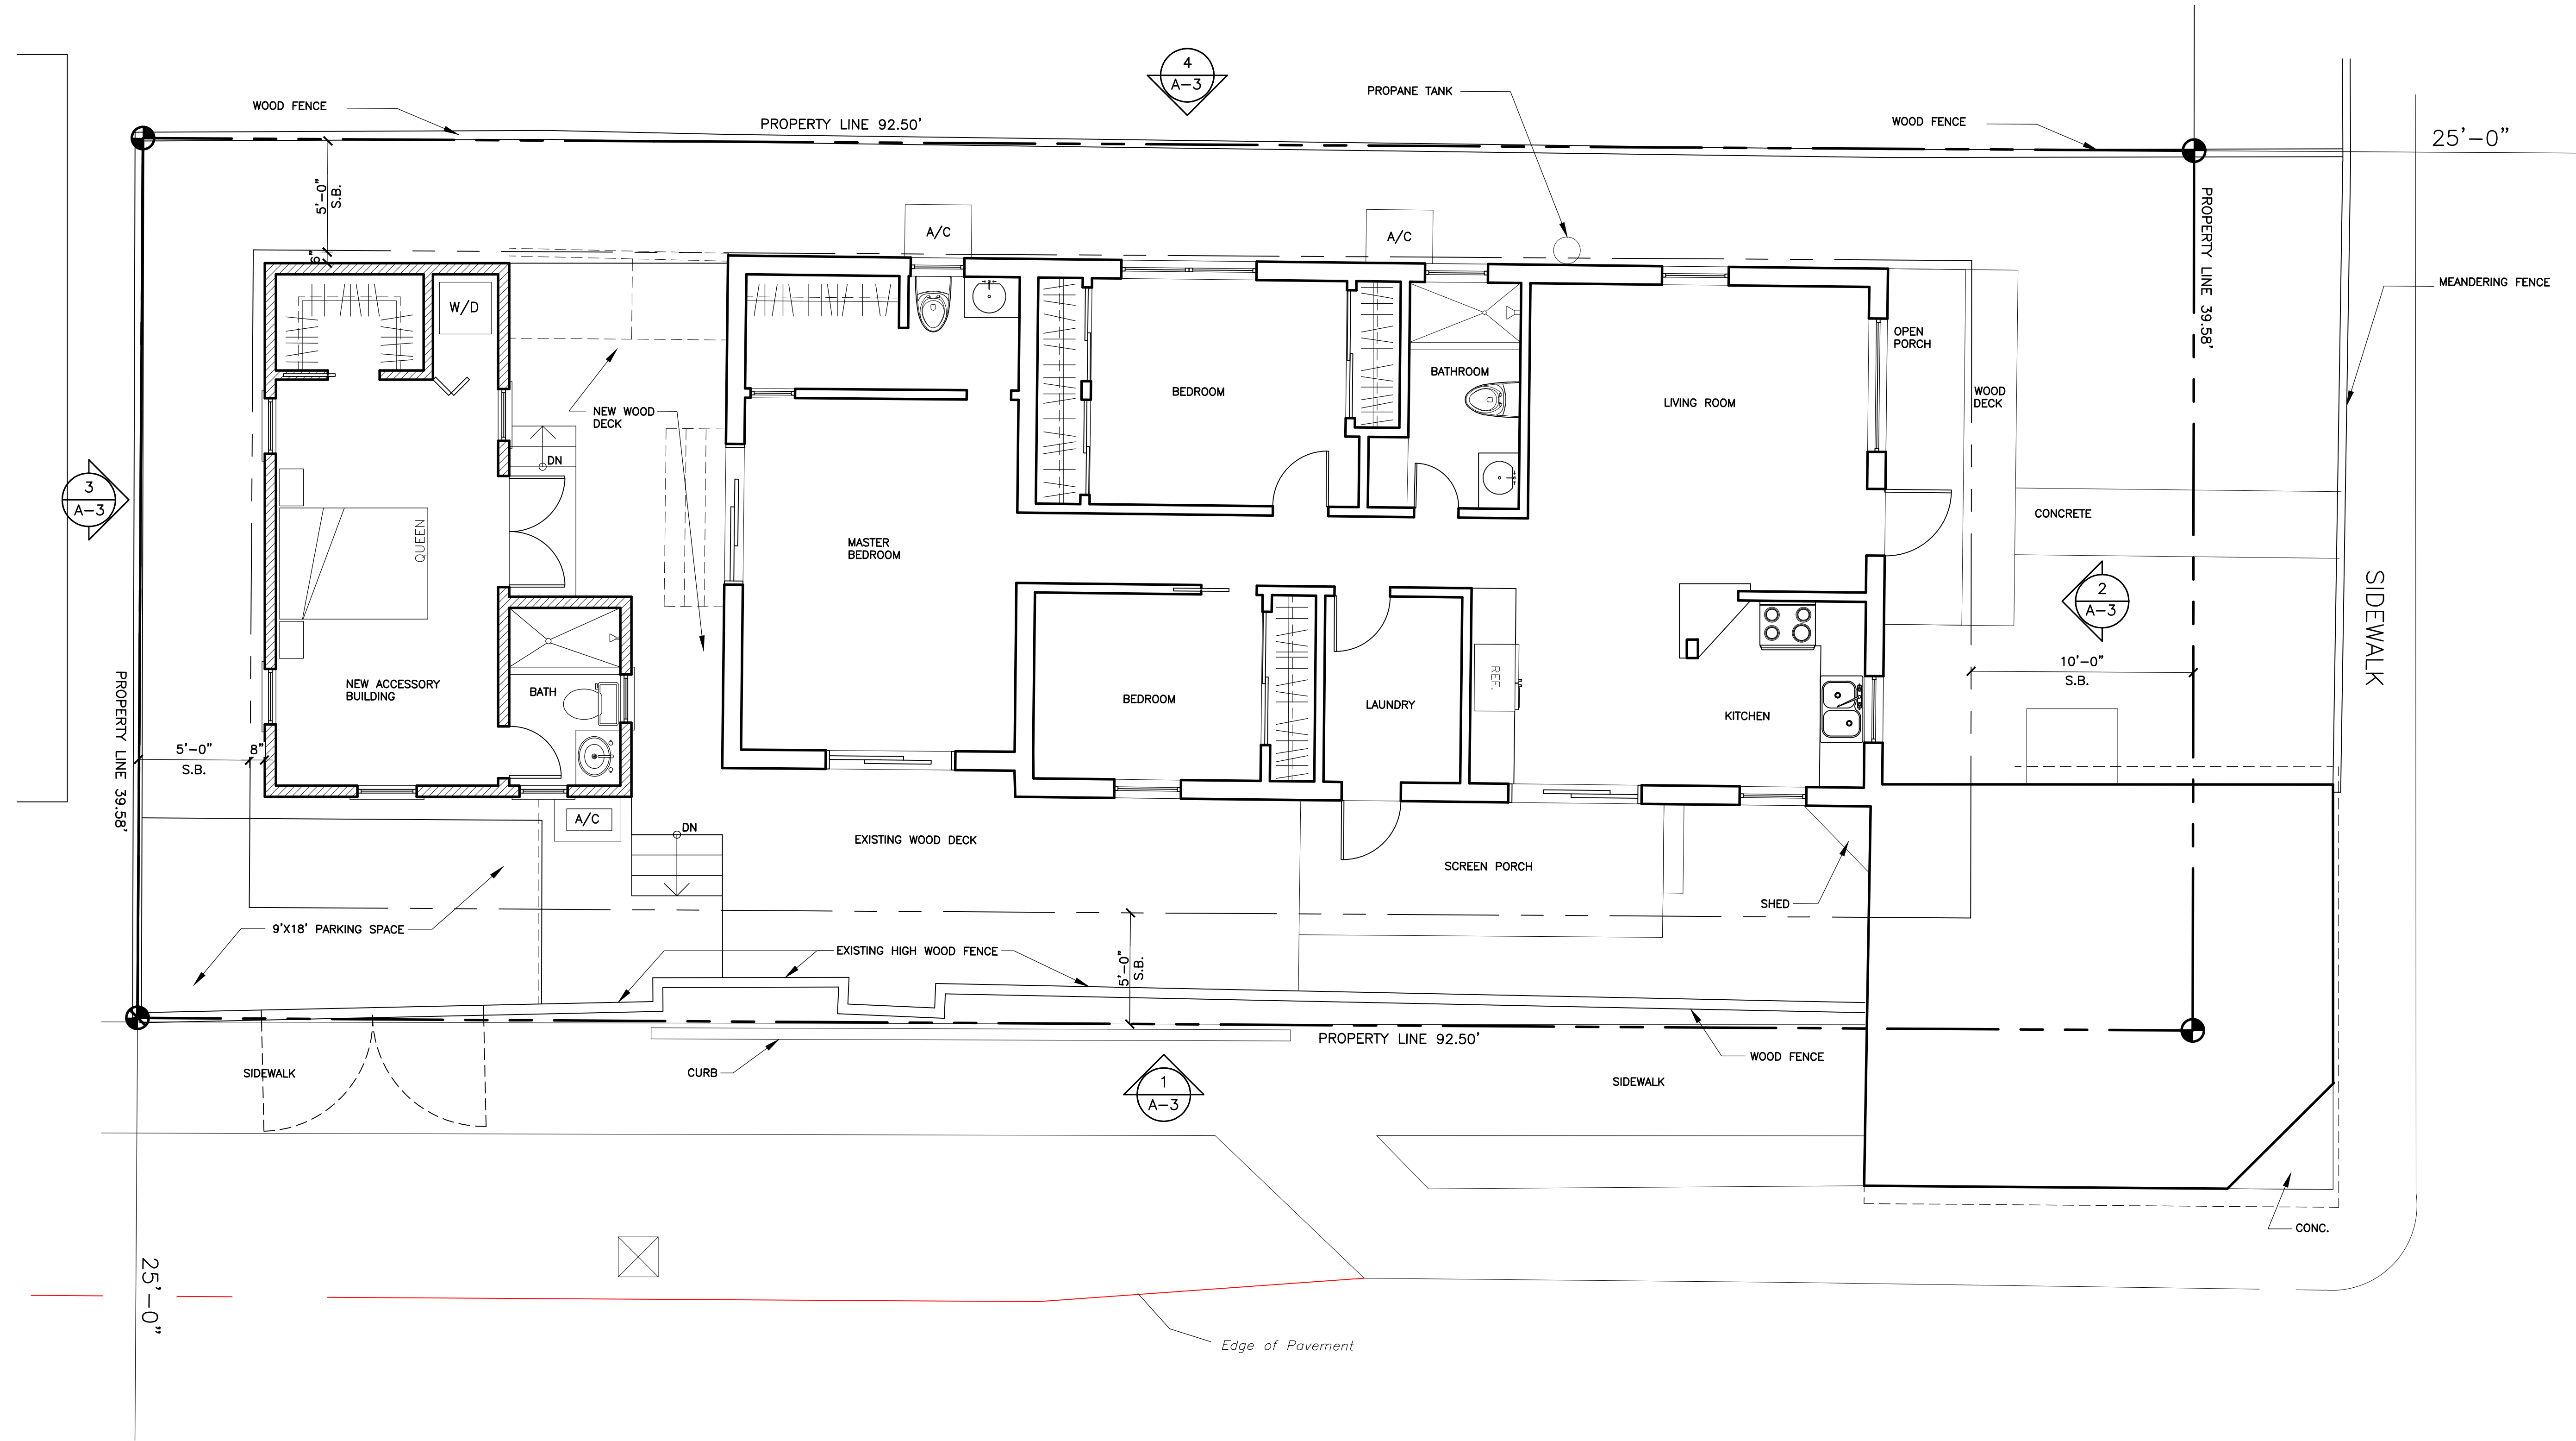 4
A-3
PROPANE TANK
WOOD FENCE
PROPERTY LINE 92.50'
WOOD FENCE
25'-0"
5'-0"
S.B.
6"
PROPERTY LINE 39.58'
MEANDERING FENCE
A/C
A/C
W/D
OPEN
PORCH
BATHROOM
BEDROOM
LIVING ROOM
WOOD
DECK
NEW WOOD
DECK
DN
3
A-3
QUEEN
MASTER
BEDROOM
CONCRETE
SIDEWALK
2
A-3
10'-0"
S.B.
NEW ACCESSORY
BUILDING
BATH
BEDROOM
LAUNDRY
REF.
KITCHEN
PROPERTY LINE 39.58'
5'-0"
S.B.
8"
A/C
DN
EXISTING WOOD DECK
SCREEN PORCH
SHED
9'X18' PARKING SPACE
EXISTING HIGH WOOD FENCE
5'-0"
S.B.
PROPERTY LINE 92.50'
WOOD FENCE
SIDEWALK
CURB
1
A-3
SIDEWALK
CONC.
25'-0"
Edge of Pavement